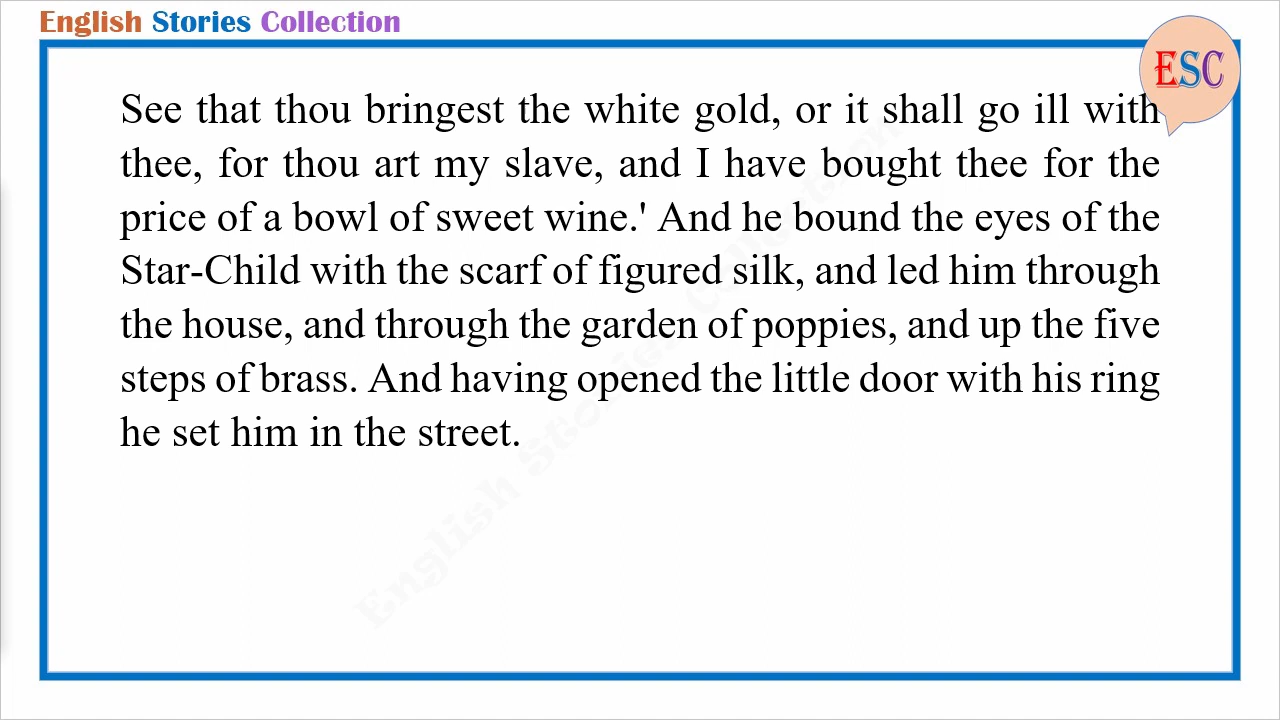 English Stories Collection
ESC
See that thou bringest the white gold, or it shall go ill with
thee, for thou art my slave, and I have bought thee for the
price of a bowl of sweet wine.' And he bound the eyes of the
Star-Child with the scarf of figured silk, and led him through
the house, and through the garden of poppies, and up the five
steps of brass. And having opened the little door with his ring
he set him in the street.
English Stories Collection